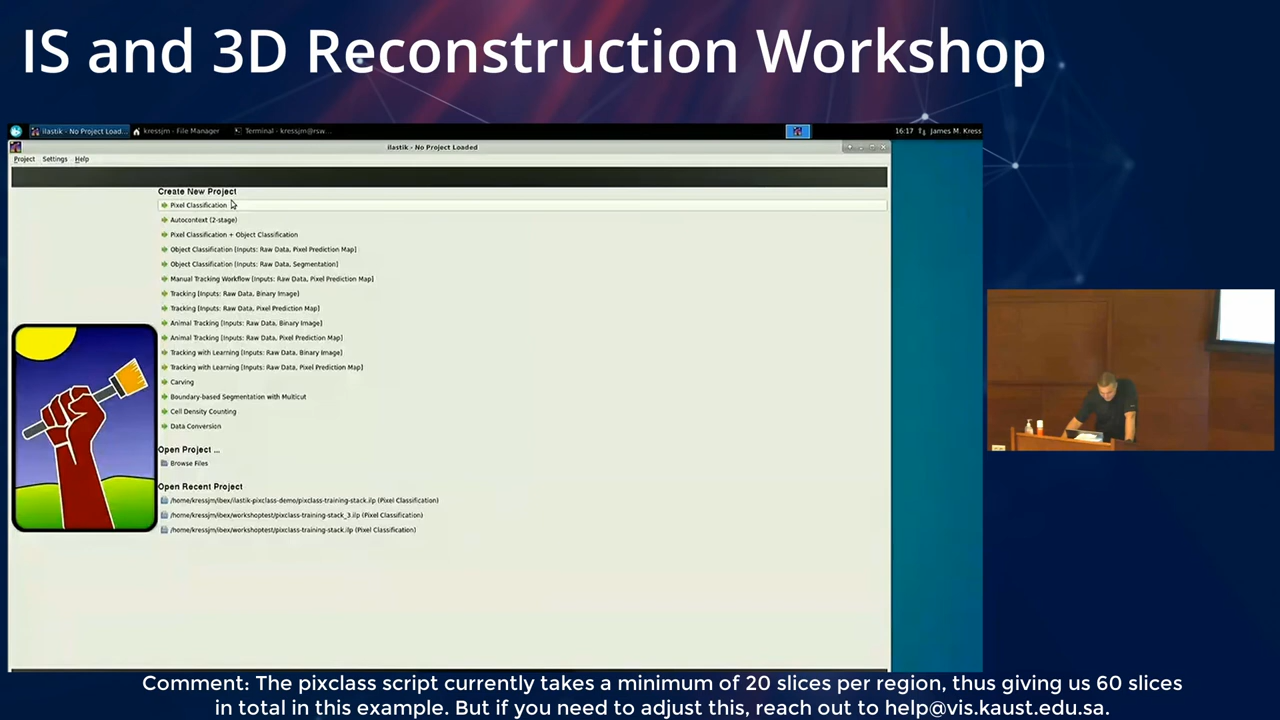 IS and 3D Reconstruction Workshop
ilastik - No Project Load... kressjm - File Manager Terminal - kressjm@rsw... 16:17 James M. Kress
ilastik - No Project Loaded
Project Settings Help
Create New Project
Pixel Classification
Autocontext (2-stage)
Pixel Classification + Object Classification
Object Classification [Inputs: Raw Data, Pixel Prediction Map]
Object Classification [Inputs: Raw Data, Segmentation]
Manual Tracking Workflow [Inputs: Raw Data, Pixel Prediction Map]
Tracking [Inputs: Raw Data, Binary Image]
Tracking [Inputs: Raw Data, Pixel Prediction Map]
Animal Tracking [Inputs: Raw Data, Binary Image]
Animal Tracking [Inputs: Raw Data, Pixel Prediction Map]
Tracking with Learning [Inputs: Raw Data, Binary Image]
Tracking with Learning [Inputs: Raw Data, Pixel Prediction Map]
Carving
Boundary-based Segmentation with Multicut
Cell Density Counting
Data Conversion
Open Project ...
Browse Files
Open Recent Project
/home/kressjm/ibex/ilastik-pixclass-demo/pixclass-training-stack.ilp (Pixel Classification)
/home/kressjm/ibex/workshoptest/pixclass-training-stack_3.ilp (Pixel Classification)
/home/kressjm/ibex/workshoptest/pixclass-training-stack.ilp (Pixel Classification)
Comment: The pixclass script currently takes a minimum of 20 slices per region, thus giving us 60 slices
in total in this example. But if you need to adjust this, reach out to help@vis.kaust.edu.sa.